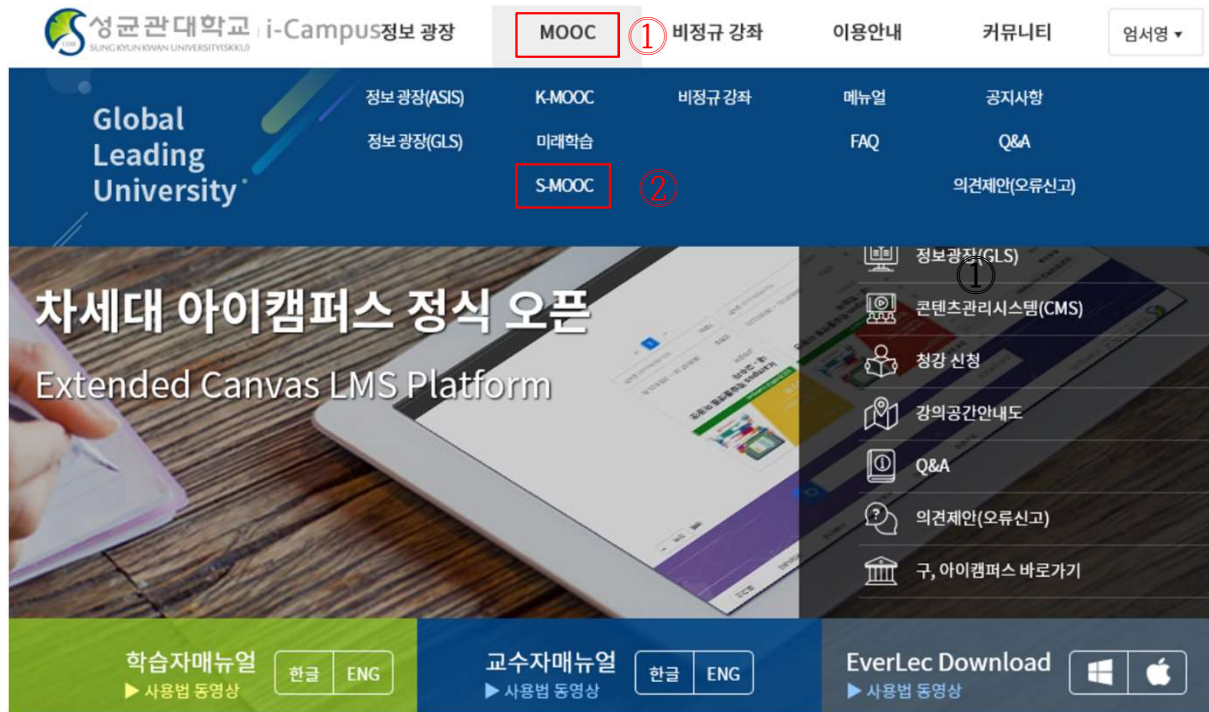 성균관대학교 i-Campus
SUNG KYUN KWAN UNIVERSITY(SKKU)
정보 광장
MOOC
①
비정규 강좌
이용안내
커뮤니티
엄서영 ▾
Global
Leading
University
정보 광장(ASIS)
정보 광장(GLS)
K-MOOC
미래학습
S-MOOC
②
비정규 강좌
메뉴얼
FAQ
공지사항
Q&A
의견제안(오류신고)
차세대 아이캠퍼스 정식 오픈
Extended Canvas LMS Platform
정보광장(GLS)
①
콘텐츠관리시스템(CMS)
청강 신청
강의공간안내도
Q&A
의견제안(오류신고)
구, 아이캠퍼스 바로가기
학습자매뉴얼
▶ 사용법 동영상
한글
ENG
교수자매뉴얼
▶ 사용법 동영상
한글
ENG
EverLec Download
▶ 사용법 동영상